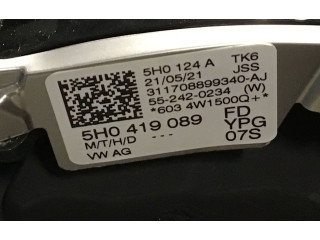 5H0 124 A TK6
21/05/21 JSS
311708899340-AJ
55-242-0234 (W)
*603 4W1500Q+*
5H0 419 089 FD
M/T/H/D --- YPG
VW AG 07S